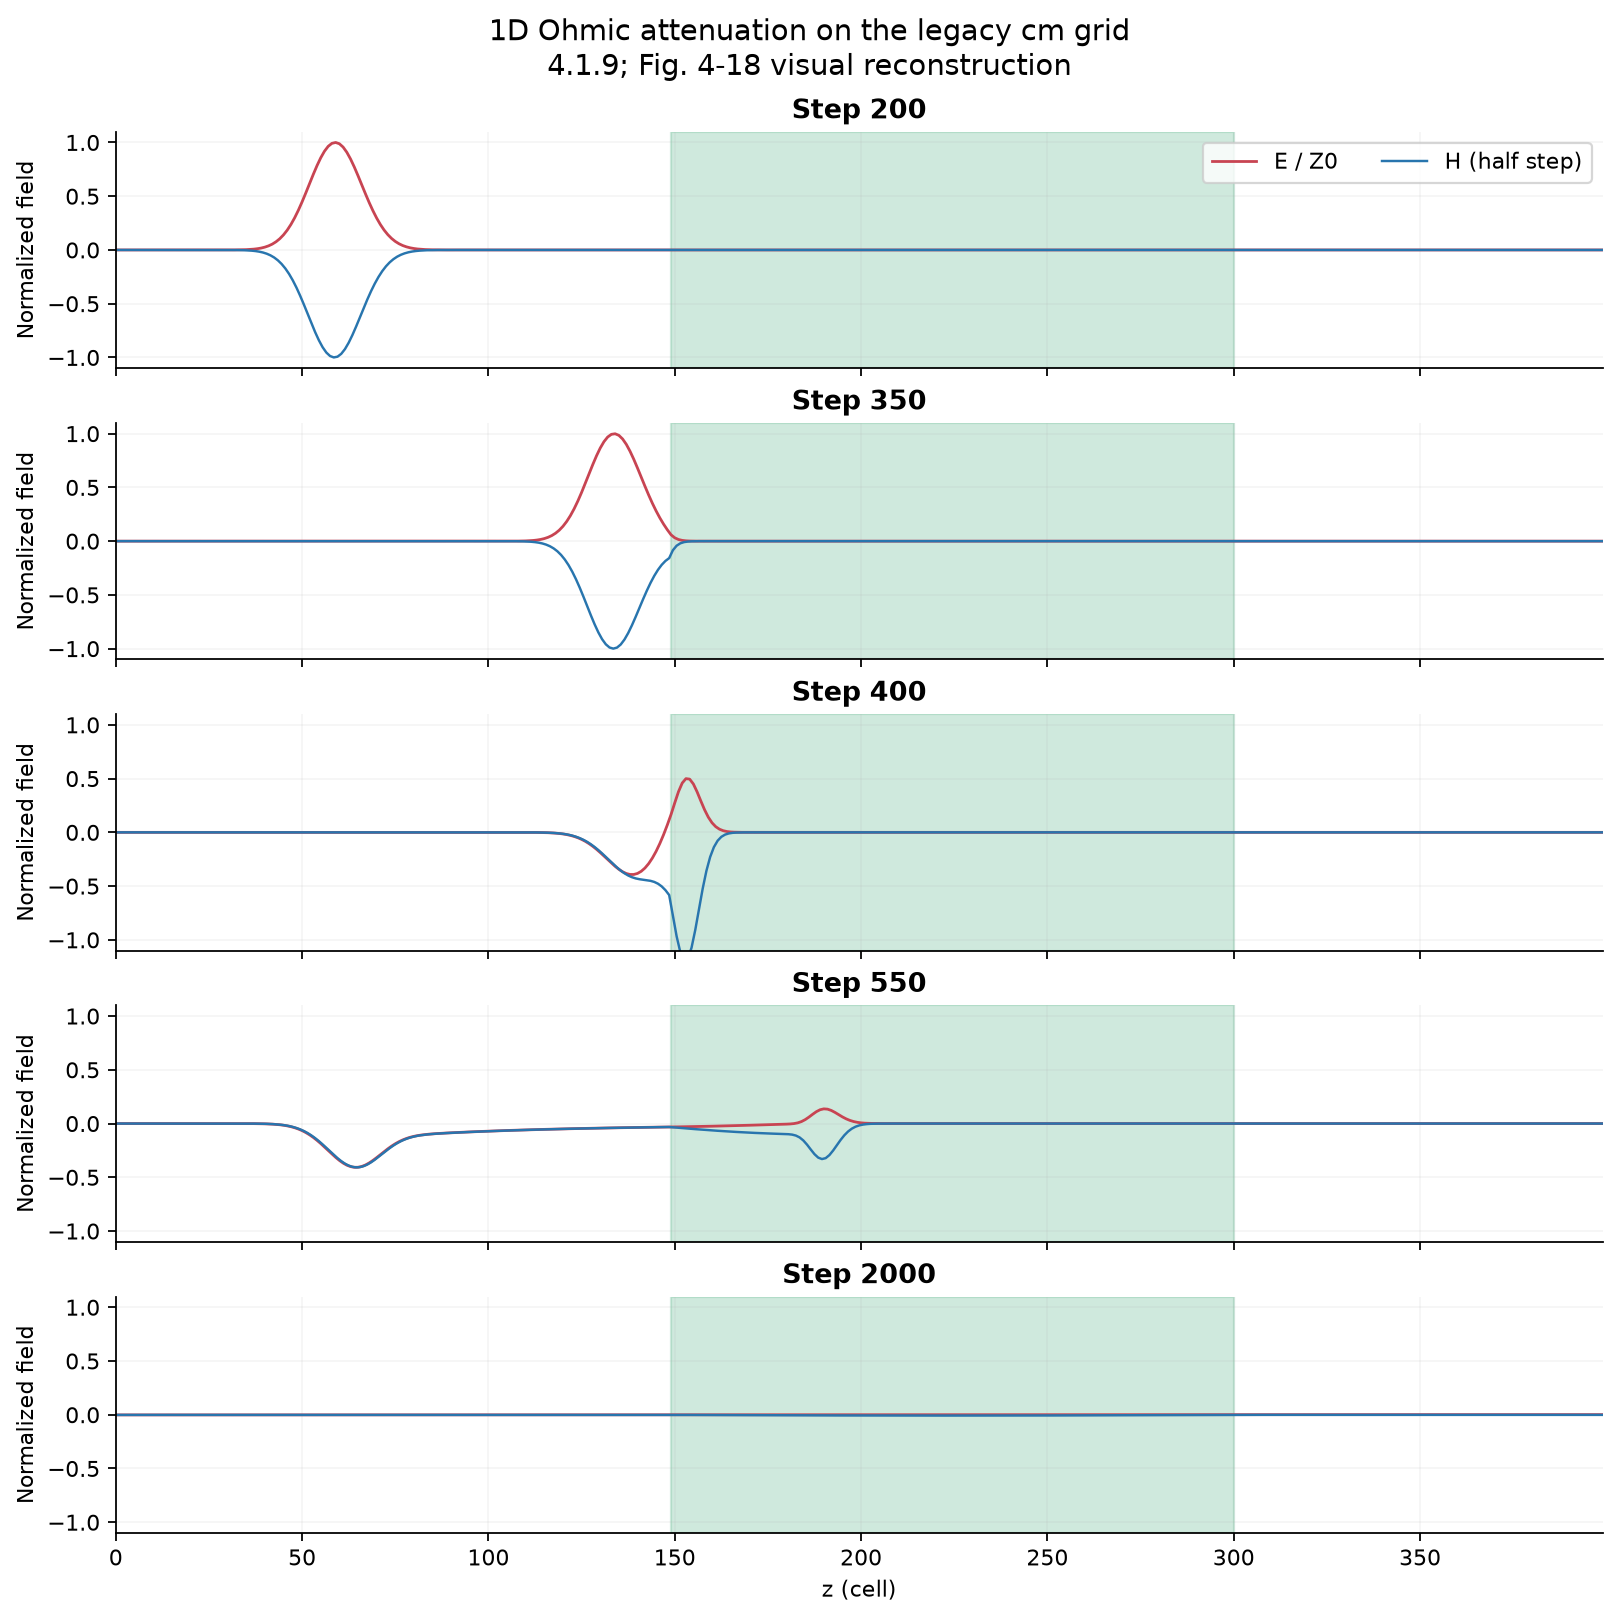 1D Ohmic attenuation on the legacy cm grid
4.1.9; Fig. 4-18 visual reconstruction
Step 200
Normalized field
1.0
0.5
0.0
−0.5
−1.0
E / Z0
H (half step)
Step 350
Normalized field
1.0
0.5
0.0
−0.5
−1.0
Step 400
Normalized field
1.0
0.5
0.0
−0.5
−1.0
Step 550
Normalized field
1.0
0.5
0.0
−0.5
−1.0
Step 2000
Normalized field
1.0
0.5
0.0
−0.5
−1.0
0 50 100 150 200 250 300 350
z (cell)